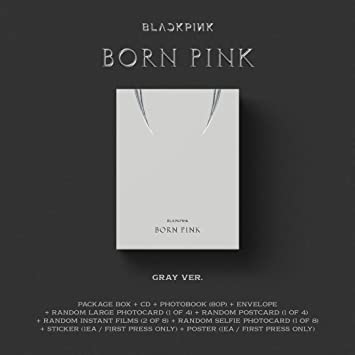 BLACKPIИK
BORN PINK
BLACKPIИK
BORN PINK
GRAY VER.
PACKAGE BOX + CD + PHOTOBOOK (80P) + ENVELOPE
+ RANDOM LARGE PHOTOCARD (1 OF 4) + RANDOM POSTCARD (1 OF 4)
+ RANDOM INSTANT FILMS (2 OF 8) + RANDOM SELFIE PHOTOCARD (1 OF 8)
+ STICKER (1EA / FIRST PRESS ONLY) + POSTER (1EA / FIRST PRESS ONLY)